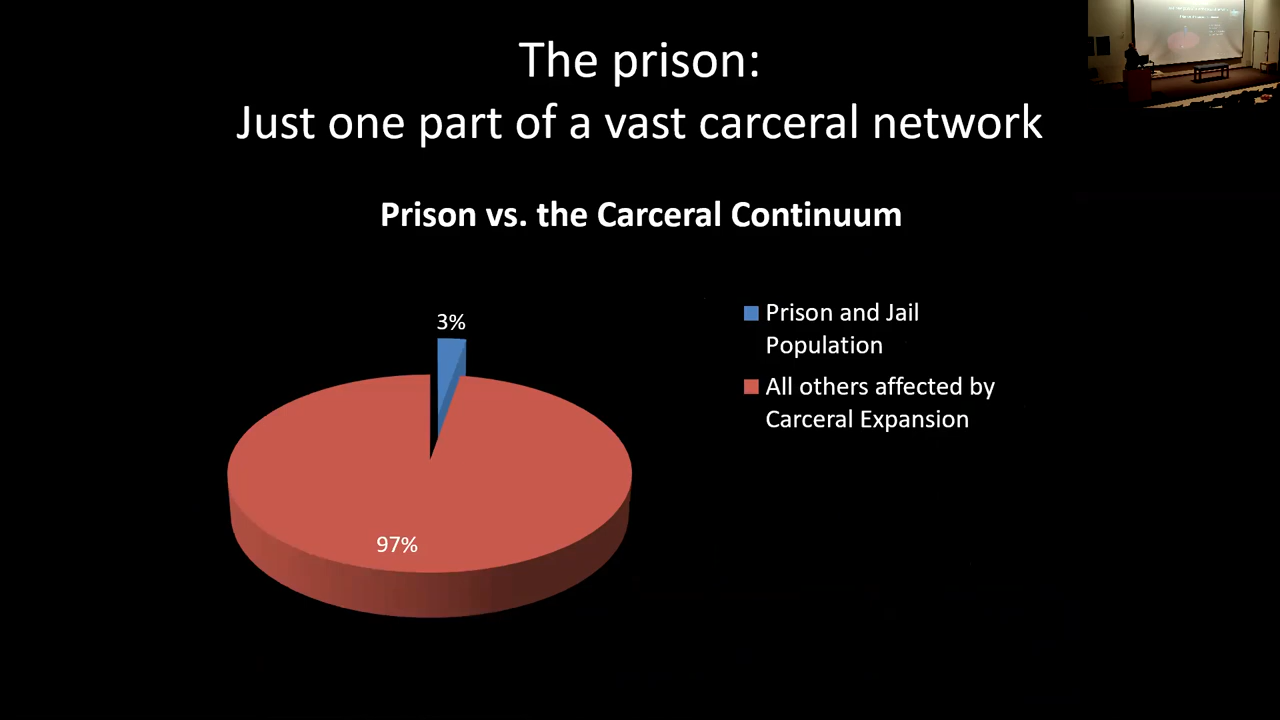 The prison:
Just one part of a vast carceral network
Prison vs. the Carceral Continuum
3%
Prison and Jail
Population
All others affected by
Carceral Expansion
97%